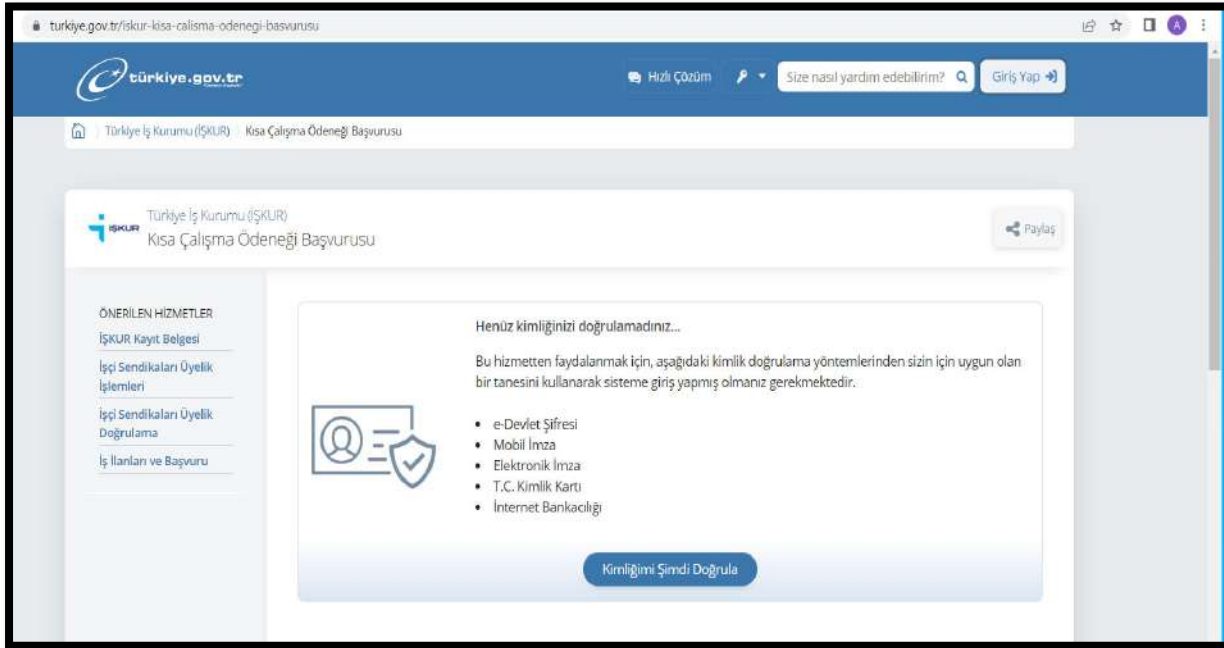 turkiye.gov.tr/iskur-kisa-calisma-odenegi-basvurusu
A
türkiye.gov.tr
Hızlı Çözüm
Size nasıl yardım edebilirim?
Giriş Yap
Türkiye İş Kurumu (İŞKUR) Kısa Çalışma Ödeneği Başvurusu
İŞKUR
Türkiye İş Kurumu (İŞKUR)
Kısa Çalışma Ödeneği Başvurusu
Paylaş
ÖNERİLEN HİZMETLER
İŞKUR Kayıt Belgesi
İşçi Sendikaları Üyelik
İşlemleri
İşçi Sendikaları Üyelik
Doğrulama
İş İlanları ve Başvuru
Henüz kimliğinizi doğrulamadınız...
Bu hizmetten faydalanmak için, aşağıdaki kimlik doğrulama yöntemlerinden sizin için uygun olan
bir tanesini kullanarak sisteme giriş yapmış olmanız gerekmektedir.
• e-Devlet Şifresi
• Mobil İmza
• Elektronik İmza
• T.C. Kimlik Kartı
• İnternet Bankacılığı
Kimliğimi Şimdi Doğrula